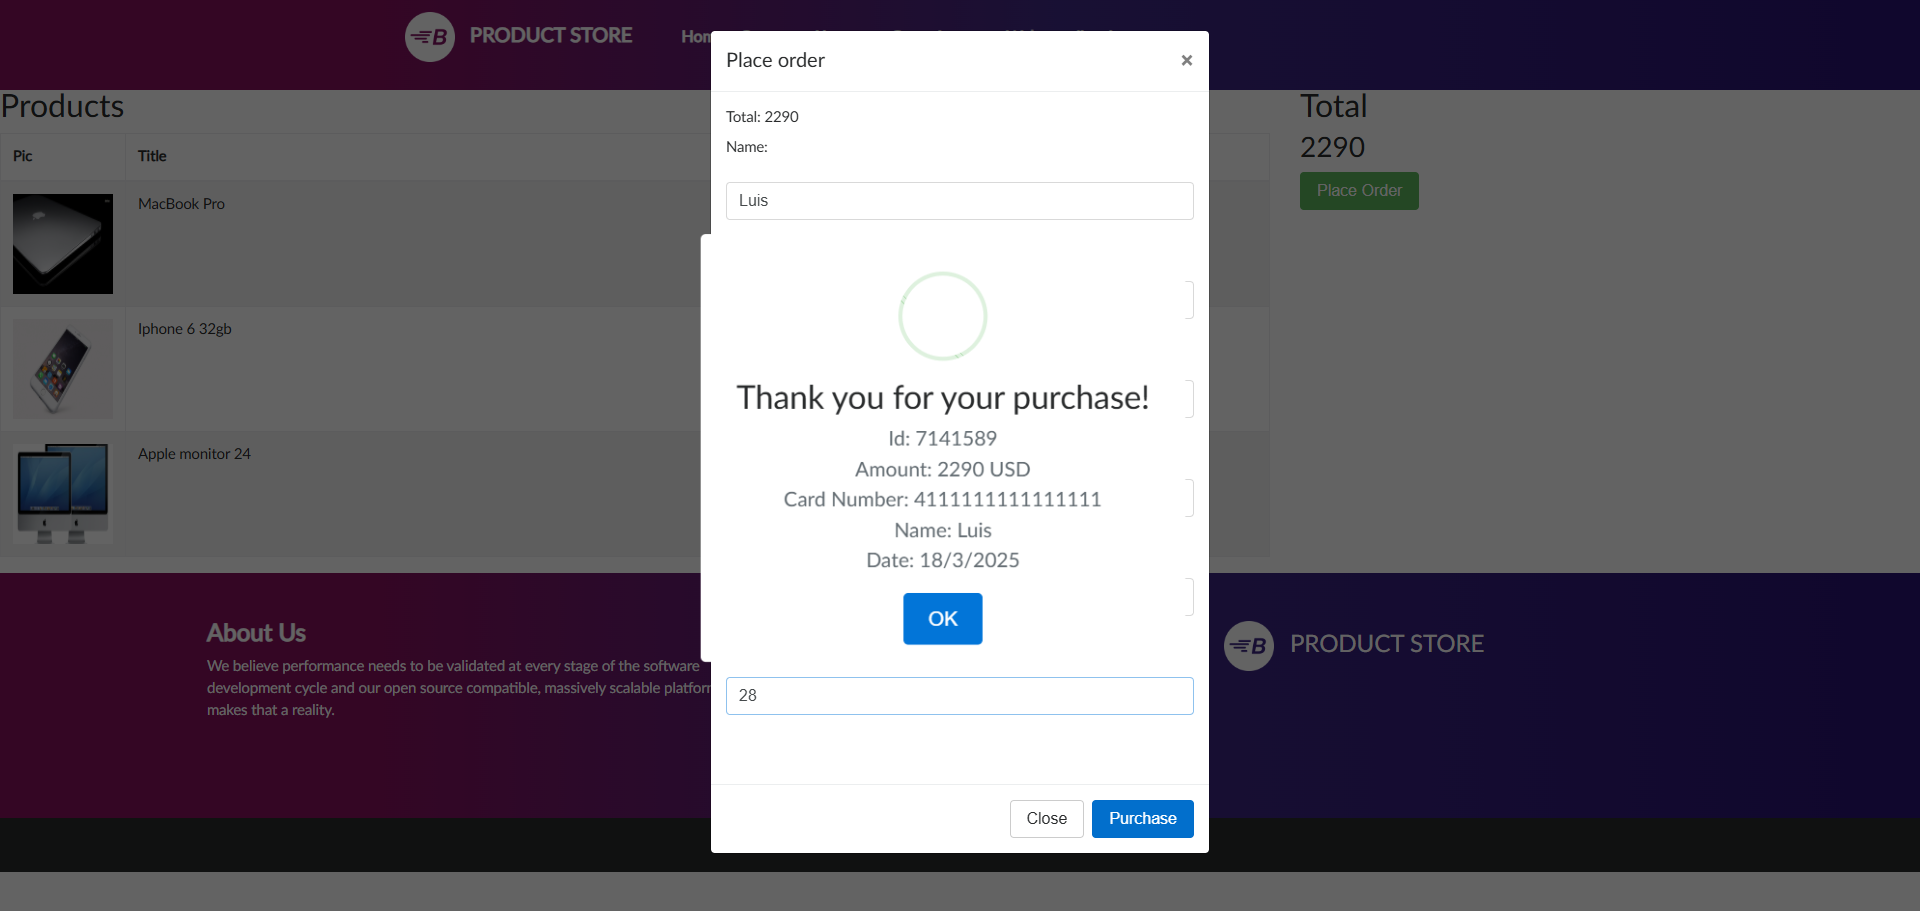 PRODUCT STORE
Place order
×
Total: 2290
Name:
Luis
Thank you for your purchase!
Id: 7141589
Amount: 2290 USD
Card Number: 4111111111111111
Name: Luis
Date: 18/3/2025
OK
28
Close
Purchase
Products
Pic
Title
MacBook Pro
Iphone 6 32gb
Apple monitor 24
Total
2290
Place Order
About Us
We believe performance needs to be validated at every stage of the software
development cycle and our open source compatible, massively scalable
makes that a reality.
B PRODUCT STORE